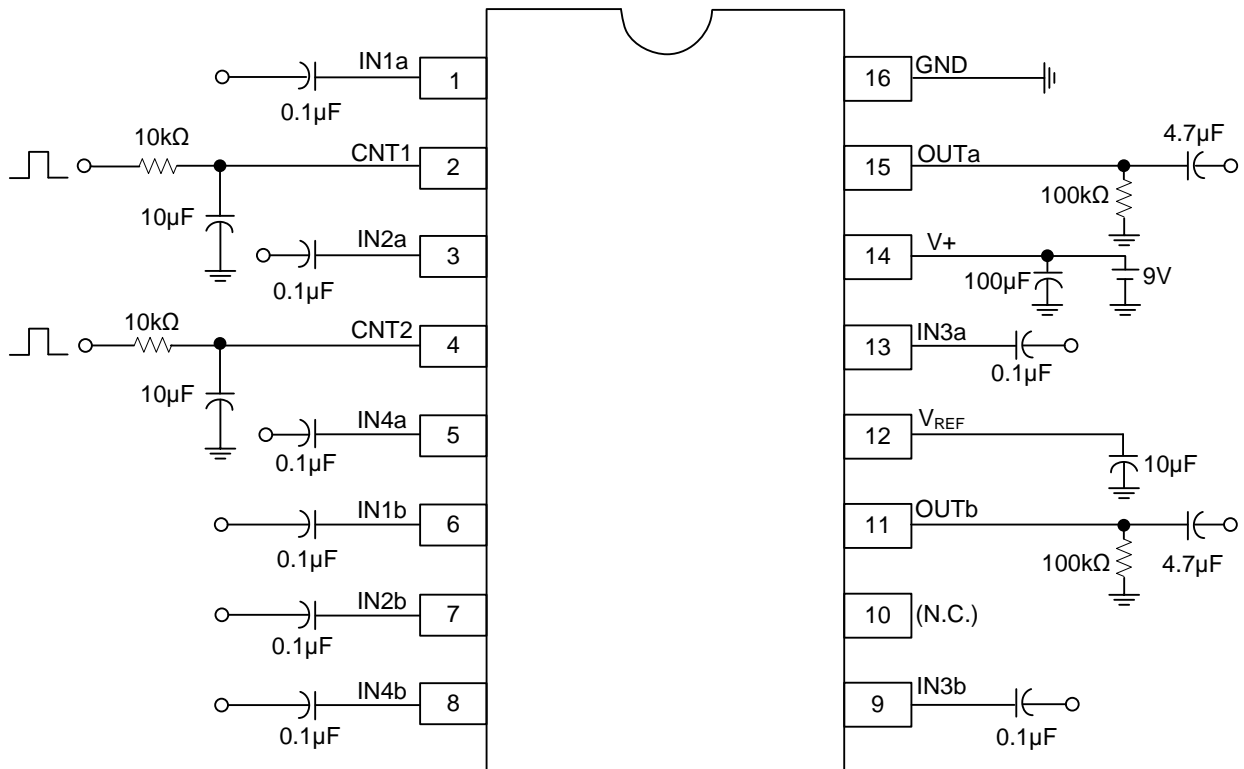 IN1a
1
0.1µF
10kΩ
CNT1
2
10µF
IN2a
3
0.1µF
10kΩ
CNT2
4
10µF
IN4a
5
0.1µF
IN1b
6
0.1µF
IN2b
7
0.1µF
IN4b
8
0.1µF
16
GND
4.7µF
15
OUTa
100kΩ
14
V+
100µF
9V
13
IN3a
0.1µF
12
VREF
10µF
11
OUTb
100kΩ
4.7µF
10
(N.C.)
9
IN3b
0.1µF